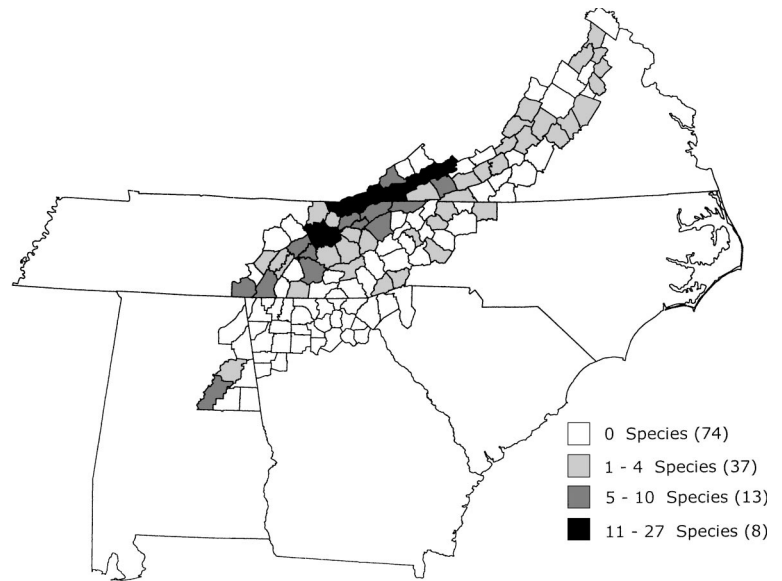 0 Species (74)
1 - 4 Species (37)
5 - 10 Species (13)
11 - 27 Species (8)